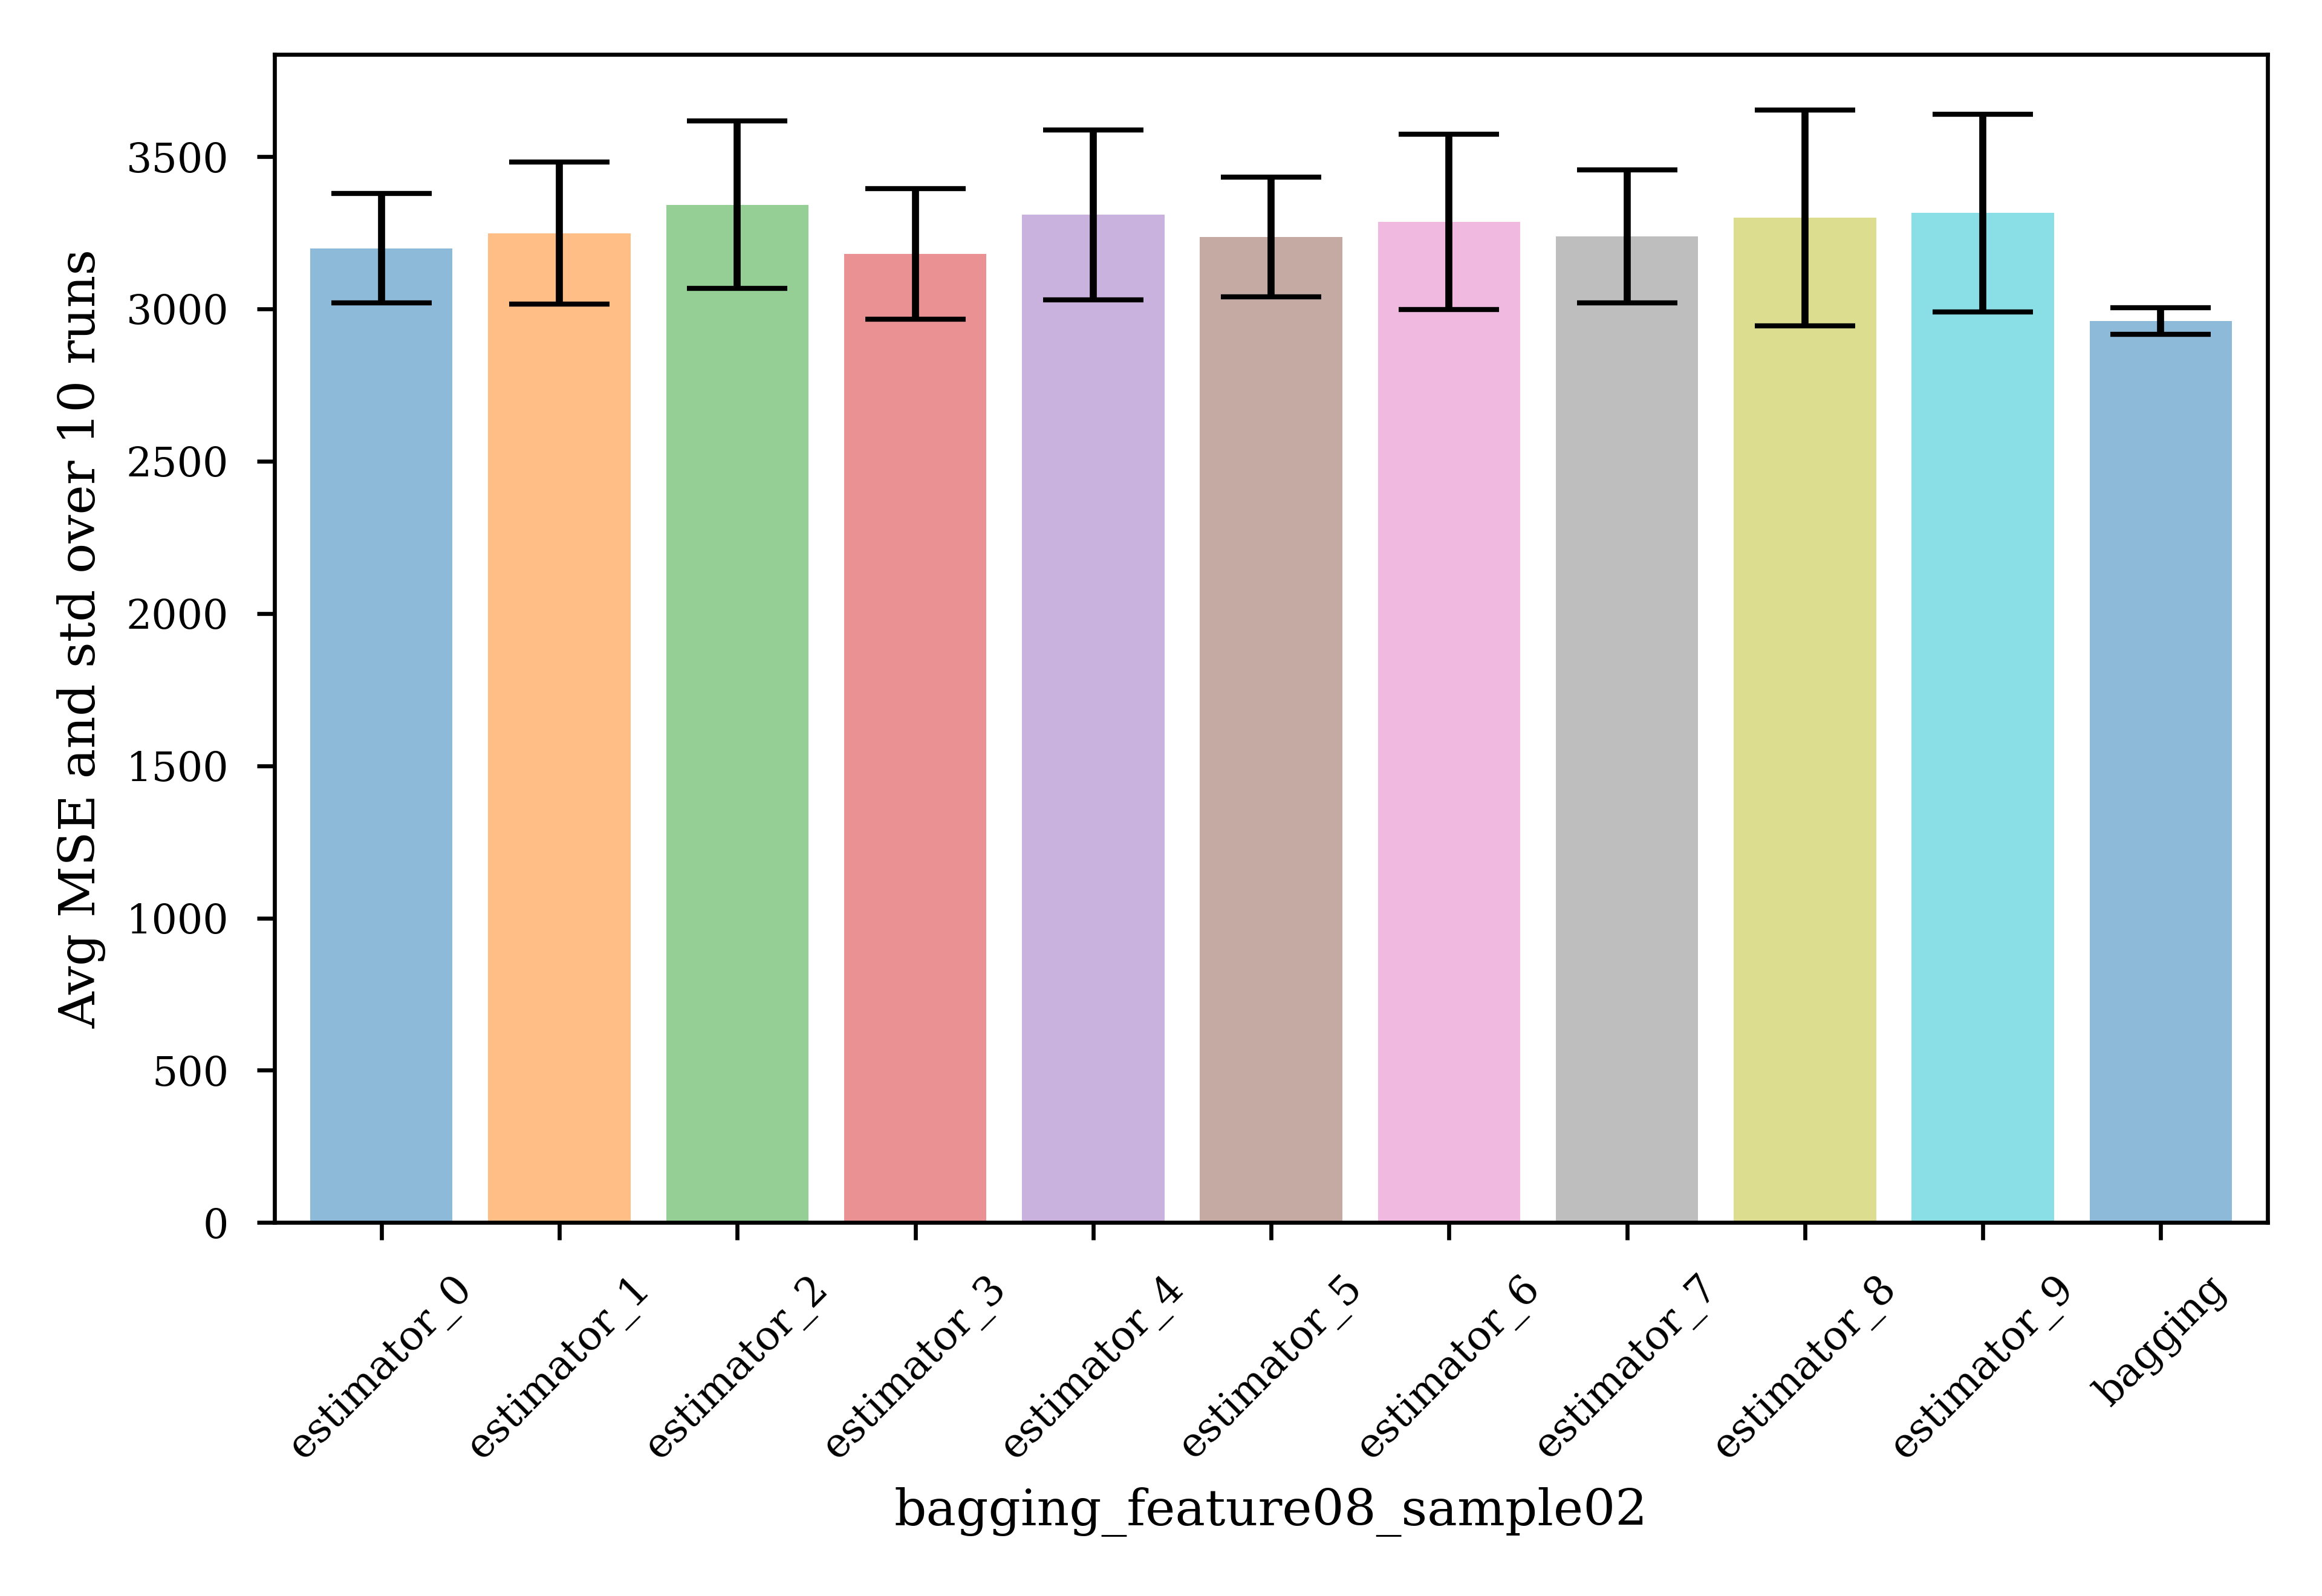 Avg MSE and std over 10 runs
3500
3000
2500
2000
1500
1000
500
0
estimator_0
estimator_1
estimator_2
estimator_3
estimator_4
estimator_5
estimator_6
estimator_7
estimator_8
estimator_9
bagging
bagging_feature08_sample02